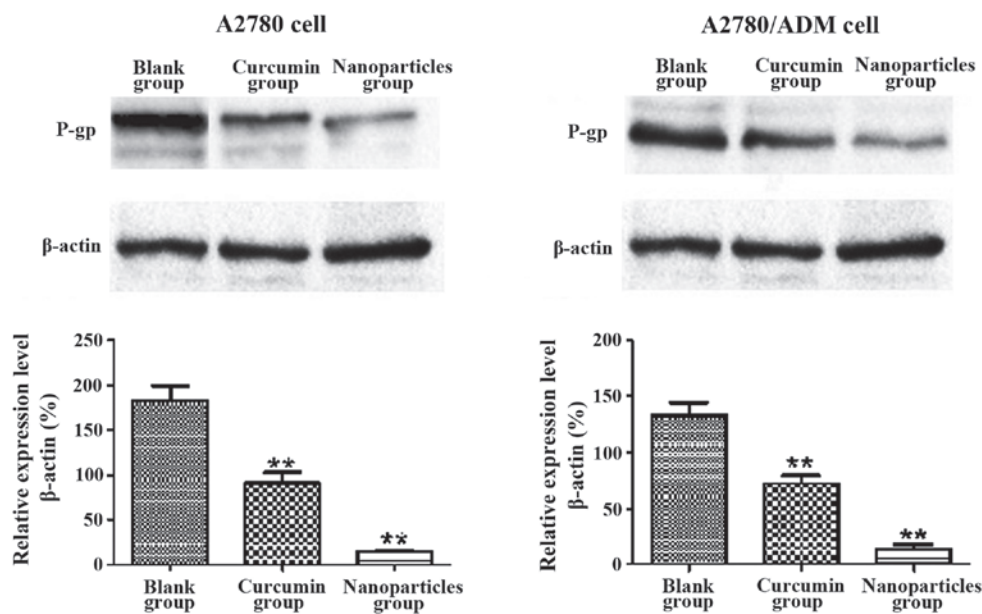 A2780 cell
Blank group
Curcumin group
Nanoparticles group
P-gp
β-actin
Relative expression level
β-actin (%)
250
200
150
100
50
0
**
**
Blank group
Curcumin group
Nanoparticles group
A2780/ADM cell
Blank group
Curcumin group
Nanoparticles group
P-gp
β-actin
Relative expression level
β-actin (%)
200
150
100
50
0
**
**
Blank group
Curcumin group
Nanoparticles group